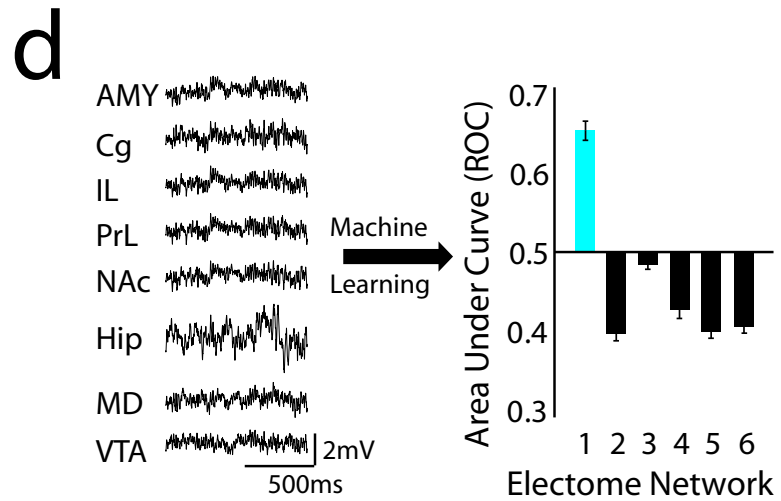 d
AMY
Cg
IL
PrL
NAc
Hip
MD
VTA
2mV
500ms
Machine
Learning
Area Under Curve (ROC)
0.7
0.6
0.5
0.4
0.3
1 2 3 4 5 6
Electome Network